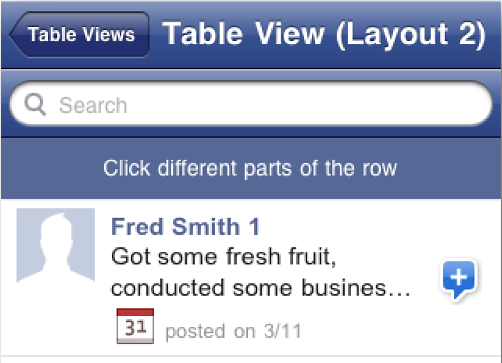 Table Views
Table View (Layout 2)
Search
Click different parts of the row
Fred Smith 1
Got some fresh fruit,
conducted some busines…
31
posted on 3/11